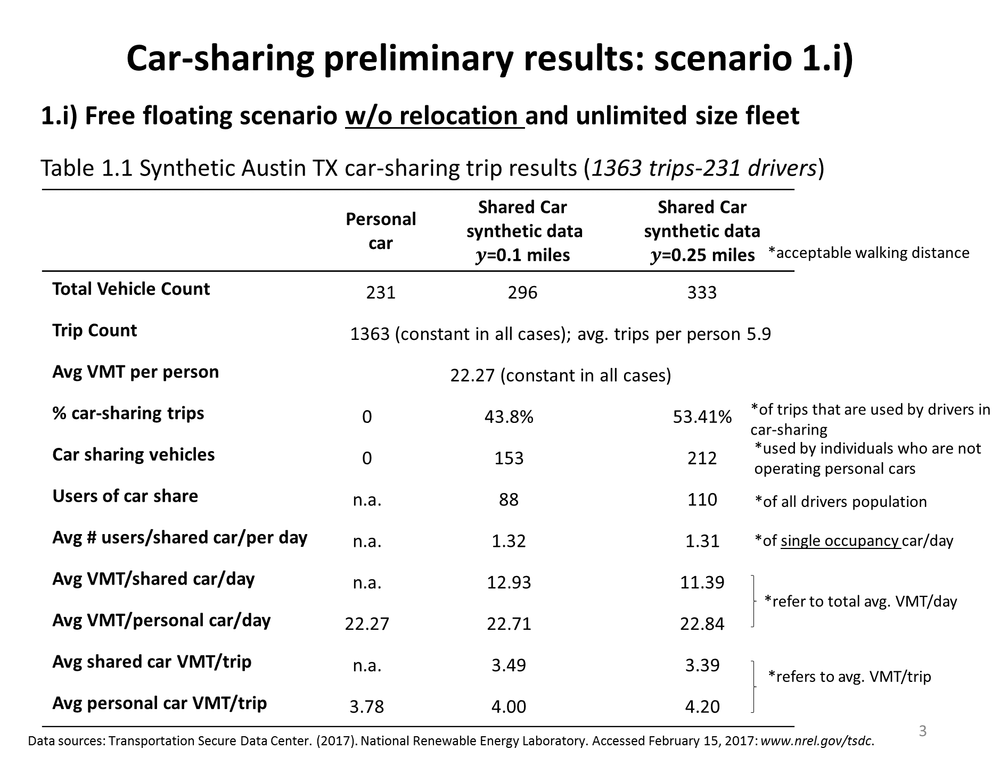 Car-sharing preliminary results: scenario 1.i)
1.i) Free floating scenario w/o relocation and unlimited size fleet
Table 1.1 Synthetic Austin TX car-sharing trip results (1363 trips-231 drivers)
Personal
car
Shared Car
synthetic data
y=0.1 miles
Shared Car
synthetic data
y=0.25 miles
*acceptable walking distance
Total Vehicle Count 231 296 333
Trip Count 1363 (constant in all cases); avg. trips per person 5.9
Avg VMT per person 22.27 (constant in all cases)
% car-sharing trips 0 43.8% 53.41%
*of trips that are used by drivers in
car-sharing
Car sharing vehicles 0 153 212
*used by individuals who are not
operating personal cars
Users of car share n.a. 88 110 *of all drivers population
Avg # users/shared car/per day n.a. 1.32 1.31 *of single occupancy car/day
Avg VMT/shared car/day n.a. 12.93 11.39
*refer to total avg. VMT/day
Avg VMT/personal car/day 22.27 22.71 22.84
Avg shared car VMT/trip n.a. 3.49 3.39
*refers to avg. VMT/trip
Avg personal car VMT/trip 3.78 4.00 4.20
3
Data sources: Transportation Secure Data Center. (2017). National Renewable Energy Laboratory. Accessed February 15, 2017: www.nrel.gov/tsdc.